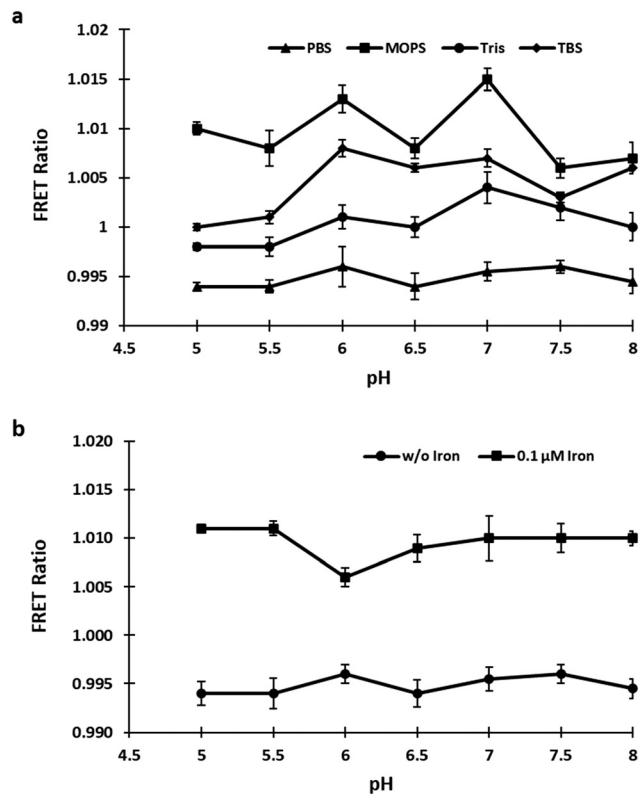 a
1.02
PBS MOPS Tris TBS
1.015
1.01
1.005
1
0.995
0.99
FRET Ratio
4.5 5 5.5 6 6.5 7 7.5 8
pH
b
1.020
w/o Iron 0.1 μM Iron
1.015
1.010
1.005
1.000
0.995
0.990
FRET Ratio
4.5 5 5.5 6 6.5 7 7.5 8
pH